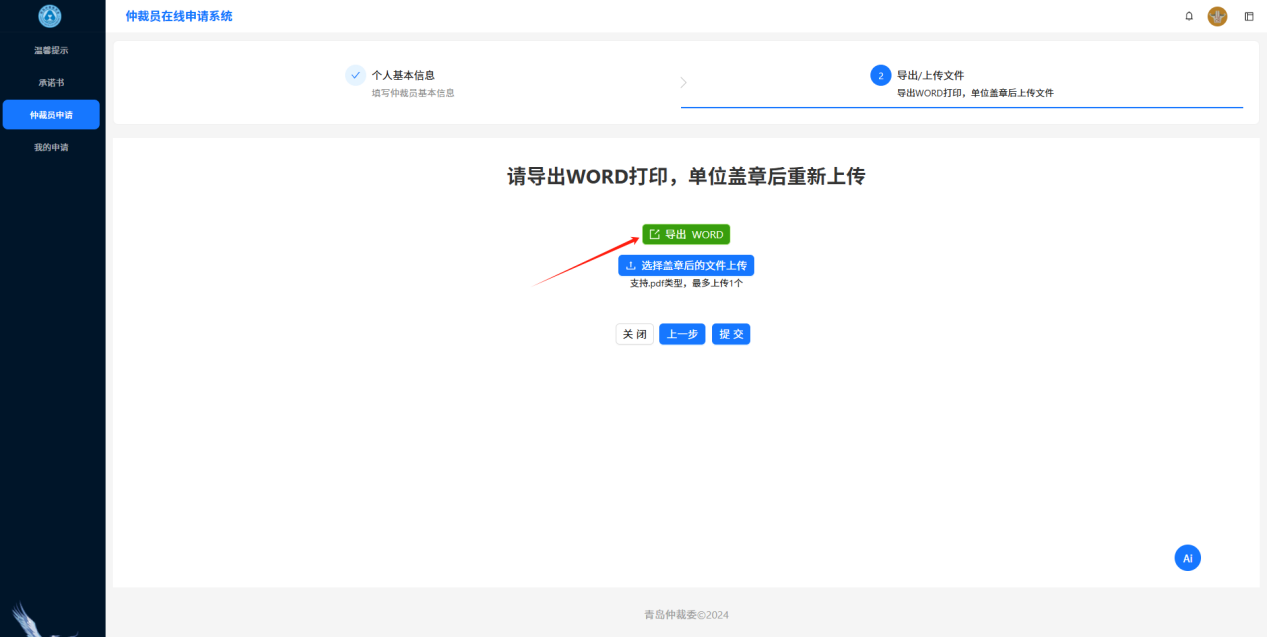 仲裁员在线申请系统
温馨提示
承诺书
仲裁员申请
我的申请
个人基本信息
填写仲裁员基本信息
2
导出/上传文件
导出WORD打印，单位盖章后上传文件
请导出WORD打印，单位盖章后重新上传
导出 WORD
选择盖章后的文件上传
支持.pdf类型，最多上传1个
关 闭
上一步
提 交
Ai
青岛仲裁委©2024